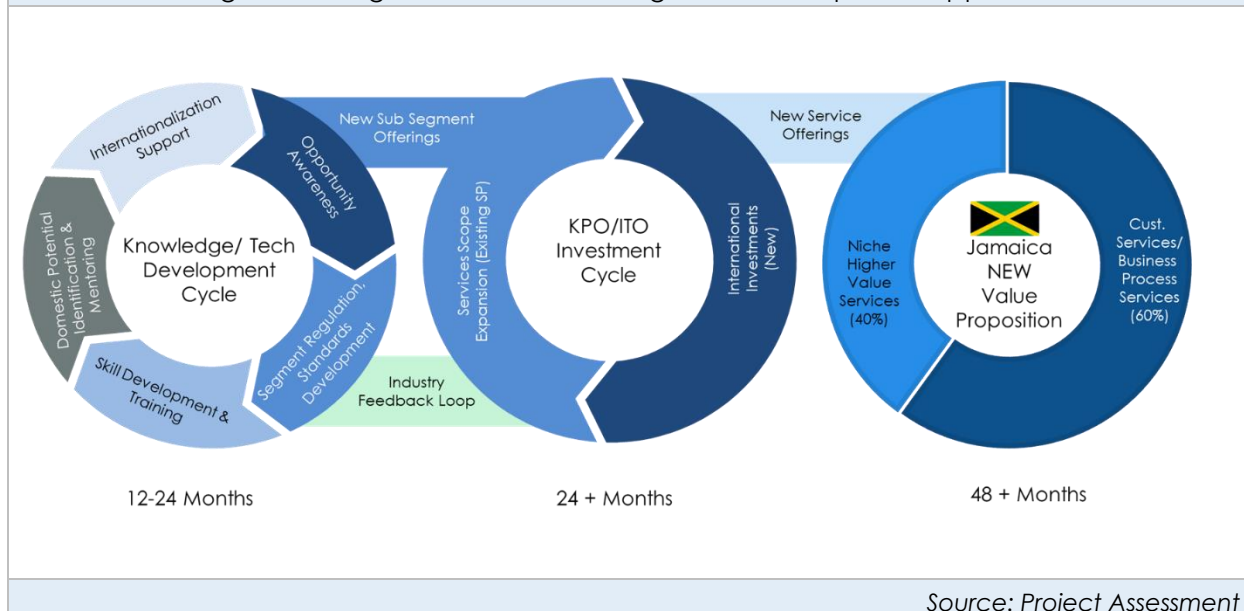 Internationalization
Support
Opportunity
Awareness
Segment Regulation,
Standards
Development
Skill Development &
Training
Domestic Potential
Identification &
Mentoring
Knowledge/ Tech
Development
Cycle
12-24 Months
New Sub Segment
Offerings
Industry
Feedback Loop
Services Scope
Expansion (Existing SP)
KPO/ITO
Investment
Cycle
International
Investments
(New)
24 + Months
New Service
Offerings
Niche
Higher
Value
Services
(40%)
Jamaica
NEW
Value
Proposition
Cust.
Services/
Business
Process
Services
(60%)
48 + Months
Source: Project Assessment